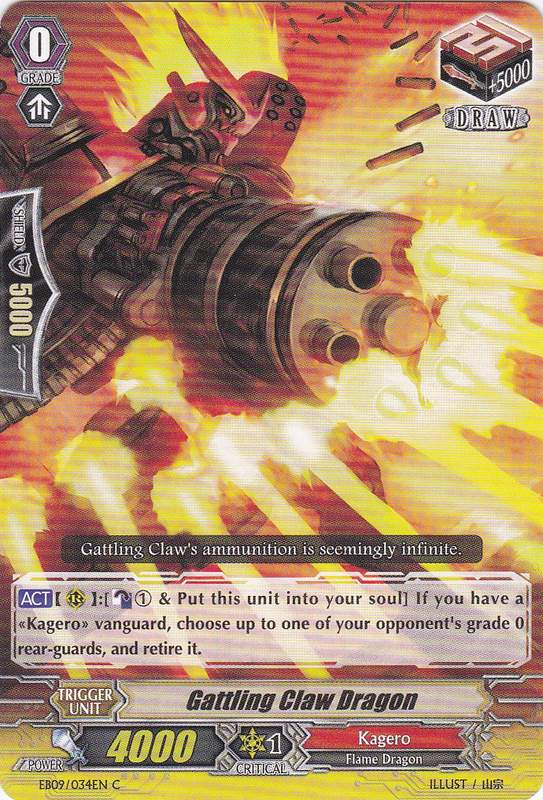 0
GRADE
+5000
DRAW
SHIELD
5000
Gattling Claw's ammunition is seemingly infinite.
ACT【R】:[① & Put this unit into your soul] If you have a
«Kagero» vanguard, choose up to one of your opponent's grade 0
rear-guards, and retire it.
TRIGGER
UNIT
Gattling Claw Dragon
POWER
4000
1
CRITICAL
Kagero
Flame Dragon
EB09/034EN C
ILLUST / 山宗